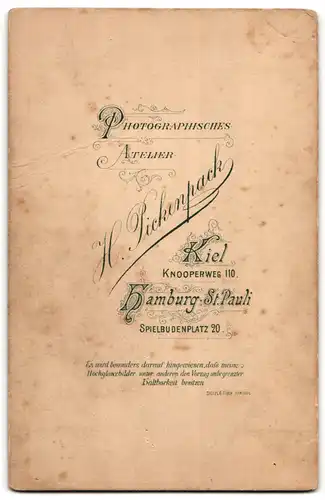 Photographisches
Atelier
H. Pickenpack
Kiel
Knooperweg 110.
Hamburg-St. Pauli
Spielbudenplatz 20.
Es wird besonders darauf hingewiesen, daß meine
Hochglanzbilder unter anderen den Vorzug unbegrenzter
Haltbarkeit besitzen